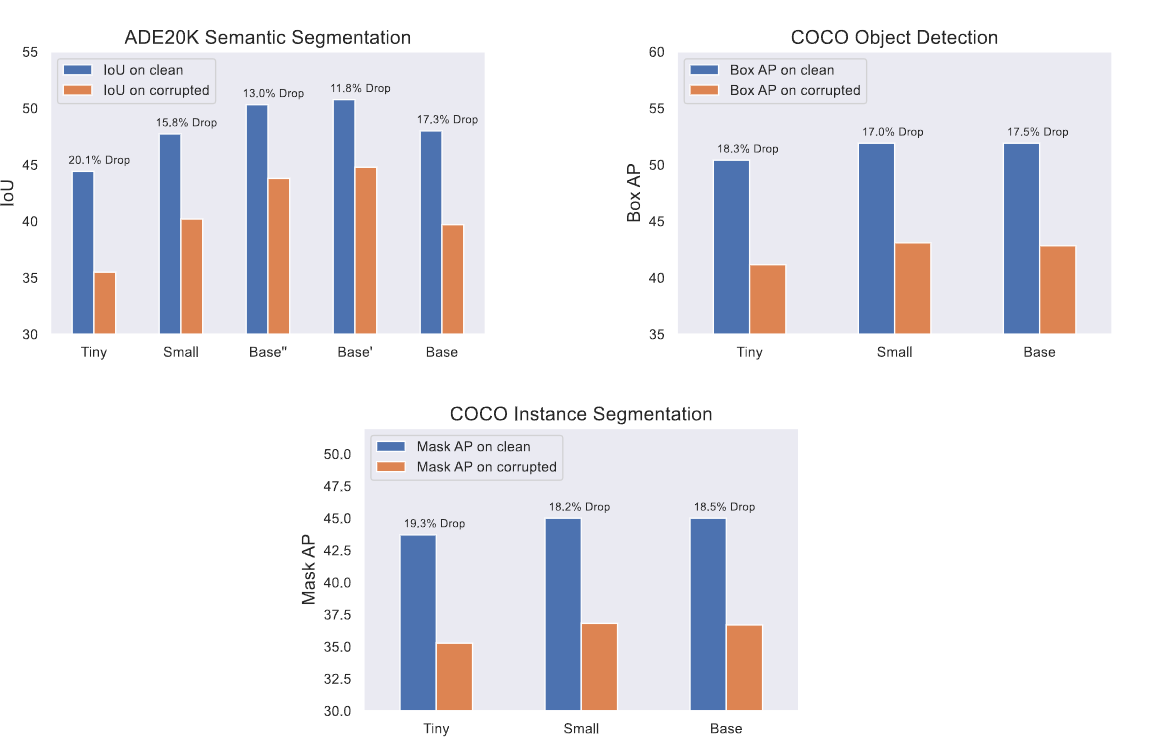 ADE20K Semantic Segmentation
55
50
45
40
35
30
IoU
IoU on clean
IoU on corrupted
20.1% Drop
15.8% Drop
13.0% Drop
11.8% Drop
17.3% Drop
Tiny
Small
Base"
Base'
Base
COCO Object Detection
60
55
50
45
40
35
Box AP
Box AP on clean
Box AP on corrupted
18.3% Drop
17.0% Drop
17.5% Drop
Tiny
Small
Base
COCO Instance Segmentation
50.0
47.5
45.0
42.5
40.0
37.5
35.0
32.5
30.0
Mask AP
Mask AP on clean
Mask AP on corrupted
19.3% Drop
18.2% Drop
18.5% Drop
Tiny
Small
Base